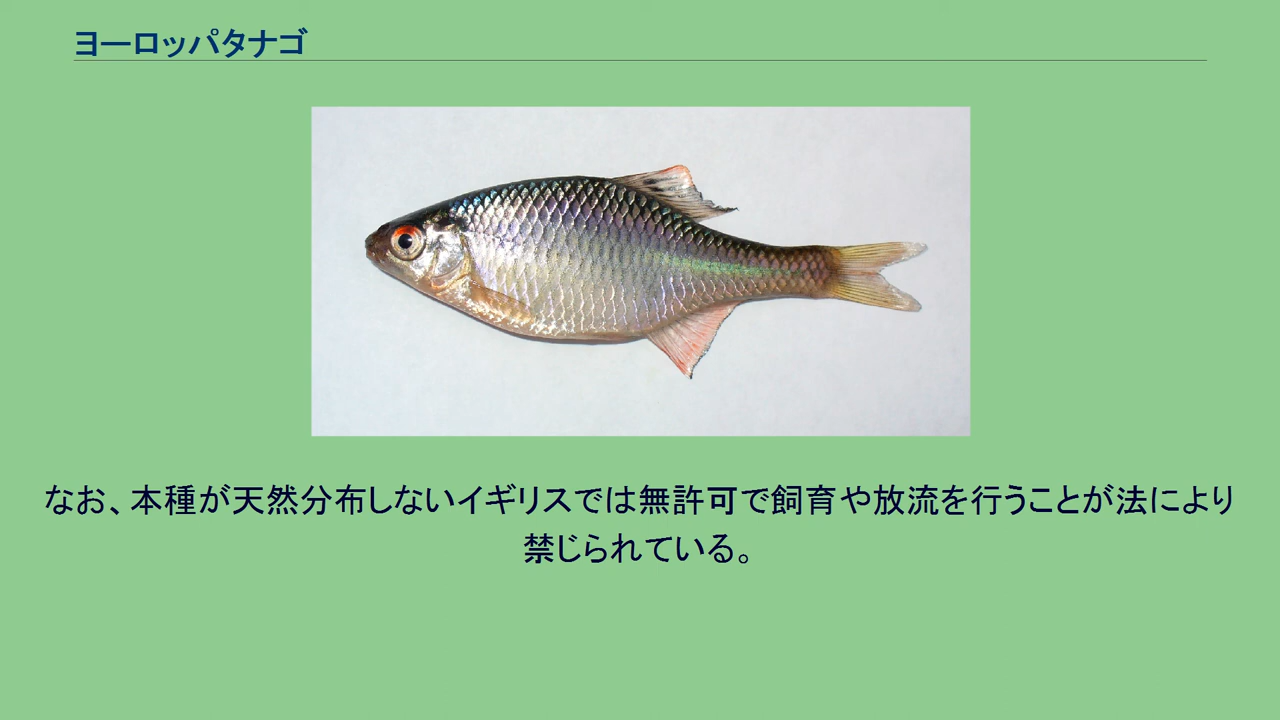 ヨーロッパタナゴ
なお、本種が天然分布しないイギリスでは無許可で飼育や放流を行うことが法により
禁じられている。